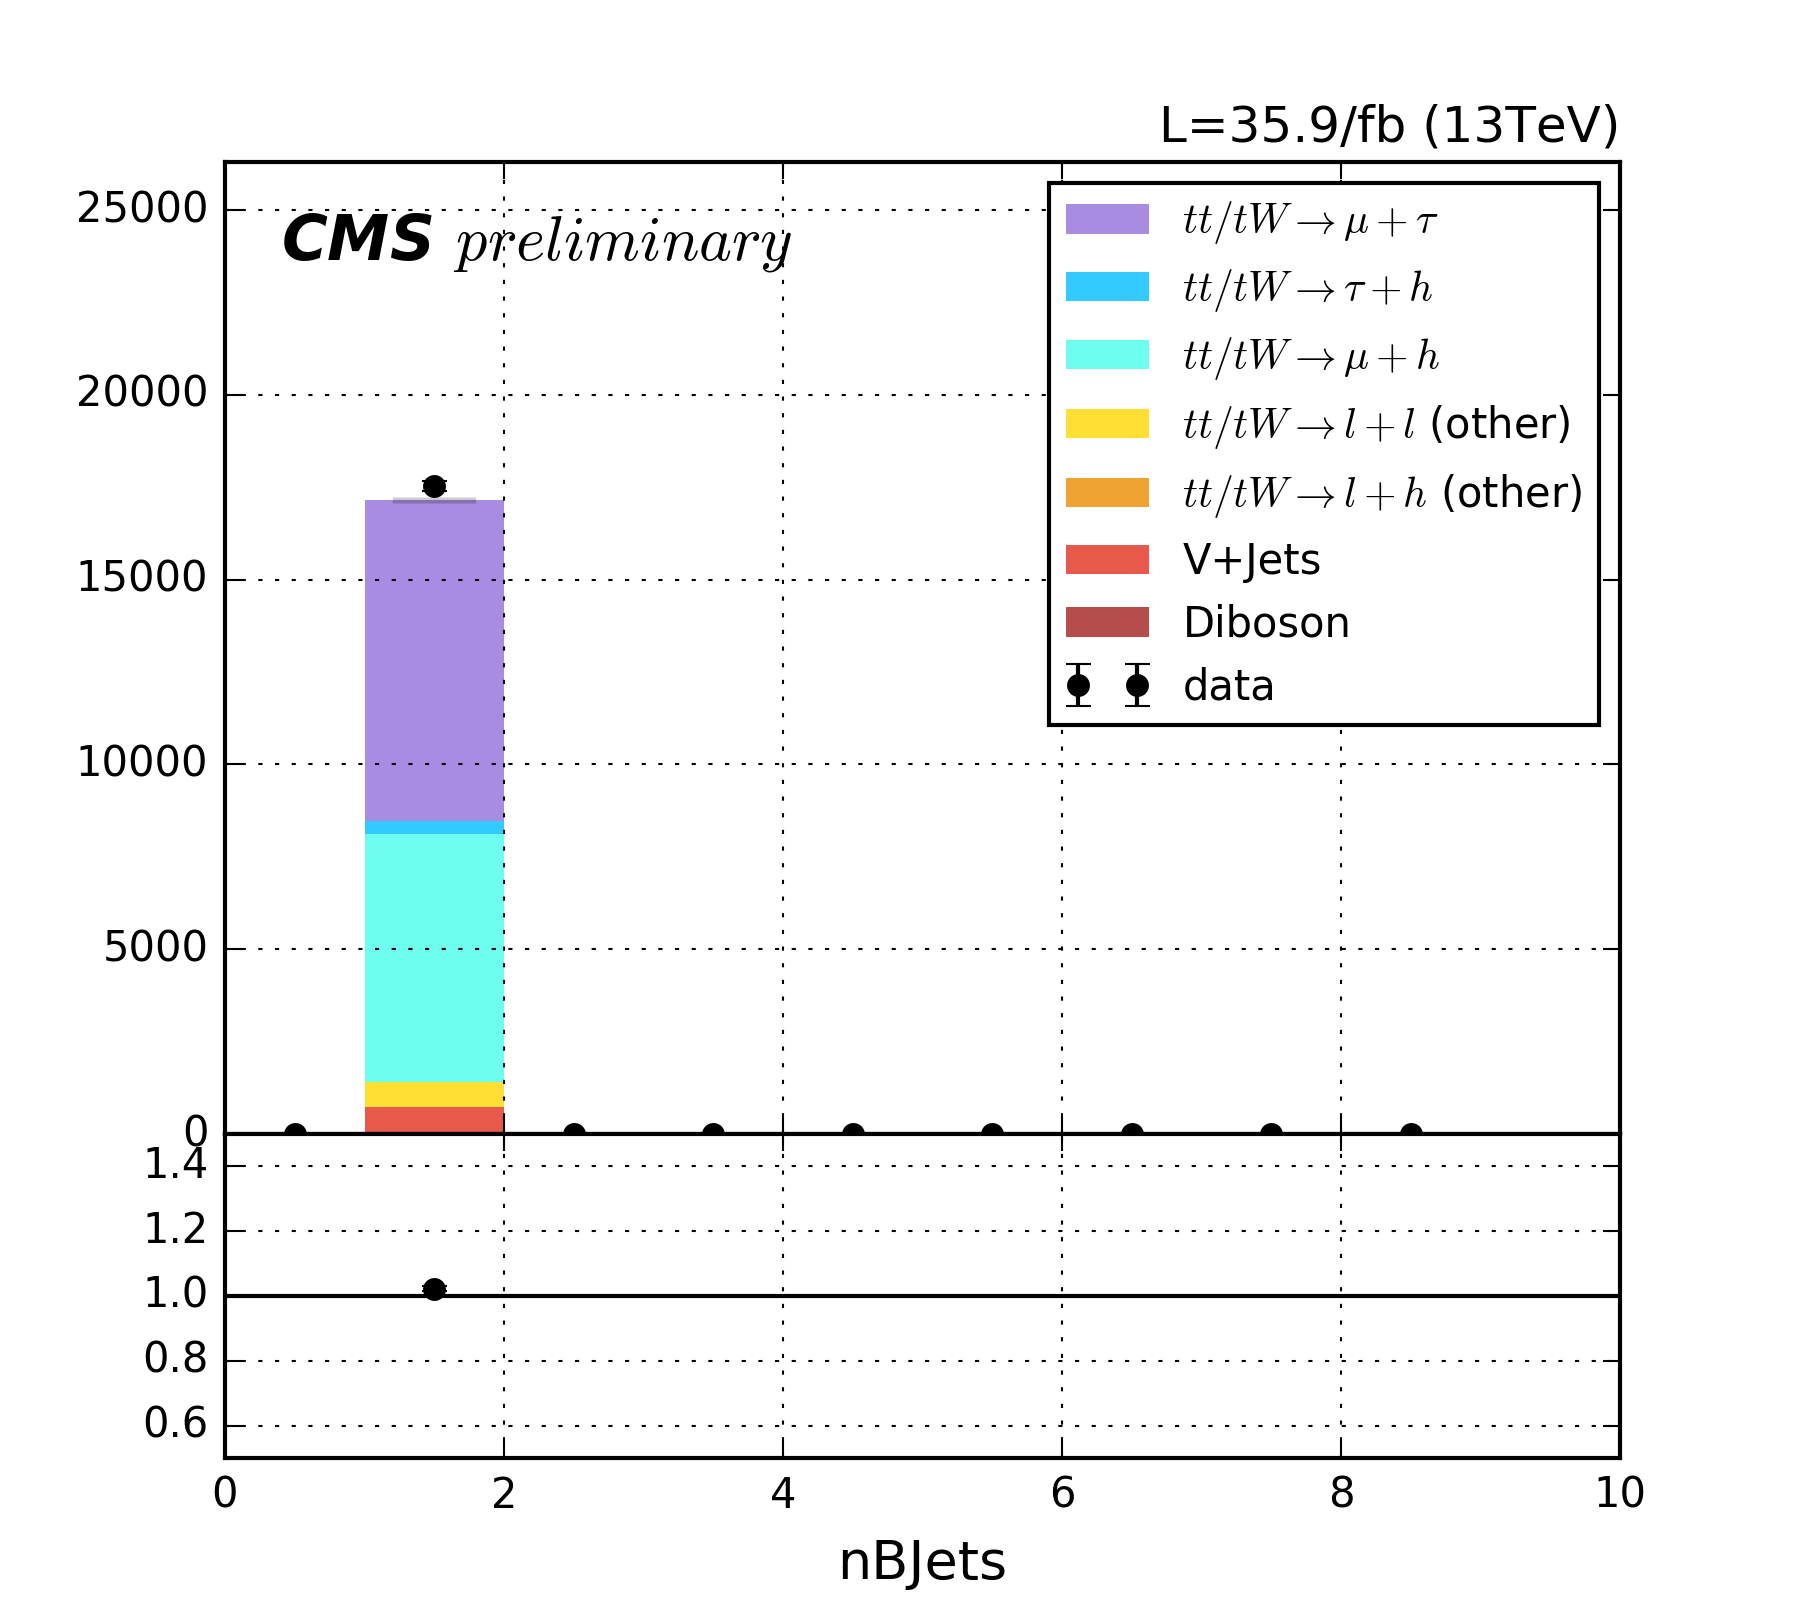 L=35.9/fb (13TeV)
CMS preliminary
25000
20000
15000
10000
5000
0
tt/tW → μ + τ
tt/tW → τ + h
tt/tW → μ + h
tt/tW → l + l (other)
tt/tW → l + h (other)
V+Jets
Diboson
data
1.4
1.2
1.0
0.8
0.6
0 2 4 6 8 10
nBJets